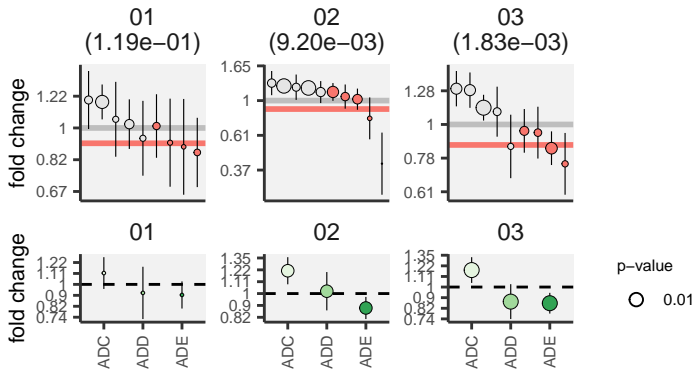 01
(1.19e−01)
02
(9.20e−03)
03
(1.83e−03)
fold change
1.22
1
0.82
0.67
1.65
1
0.61
0.37
1.28
1
0.78
0.61
01
02
03
fold change
1.22
1.11
1
0.9
0.82
0.74
1.35
1.22
1.11
1
0.9
0.82
1.35
1.22
1.11
1
0.9
0.82
0.74
ADC
ADD
ADE
ADC
ADD
ADE
ADC
ADD
ADE
p−value
0.01